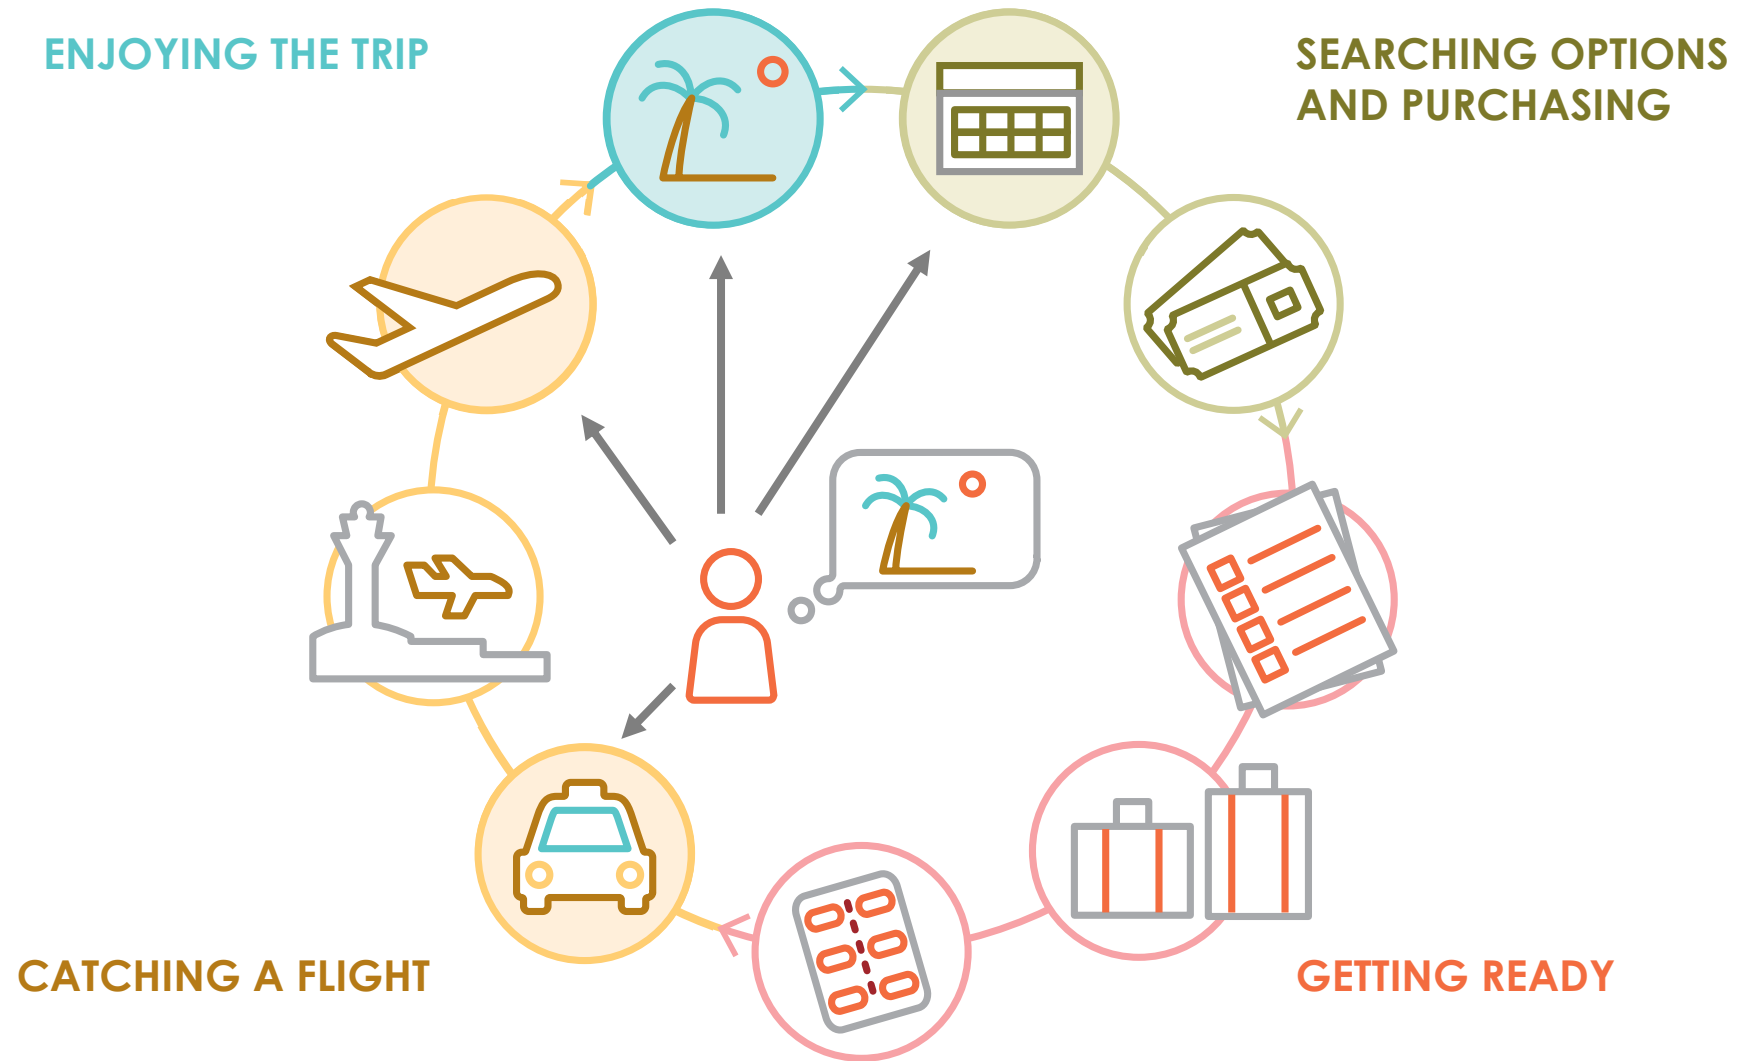 ENJOYING THE TRIP
SEARCHING OPTIONS
AND PURCHASING
CATCHING A FLIGHT
GETTING READY